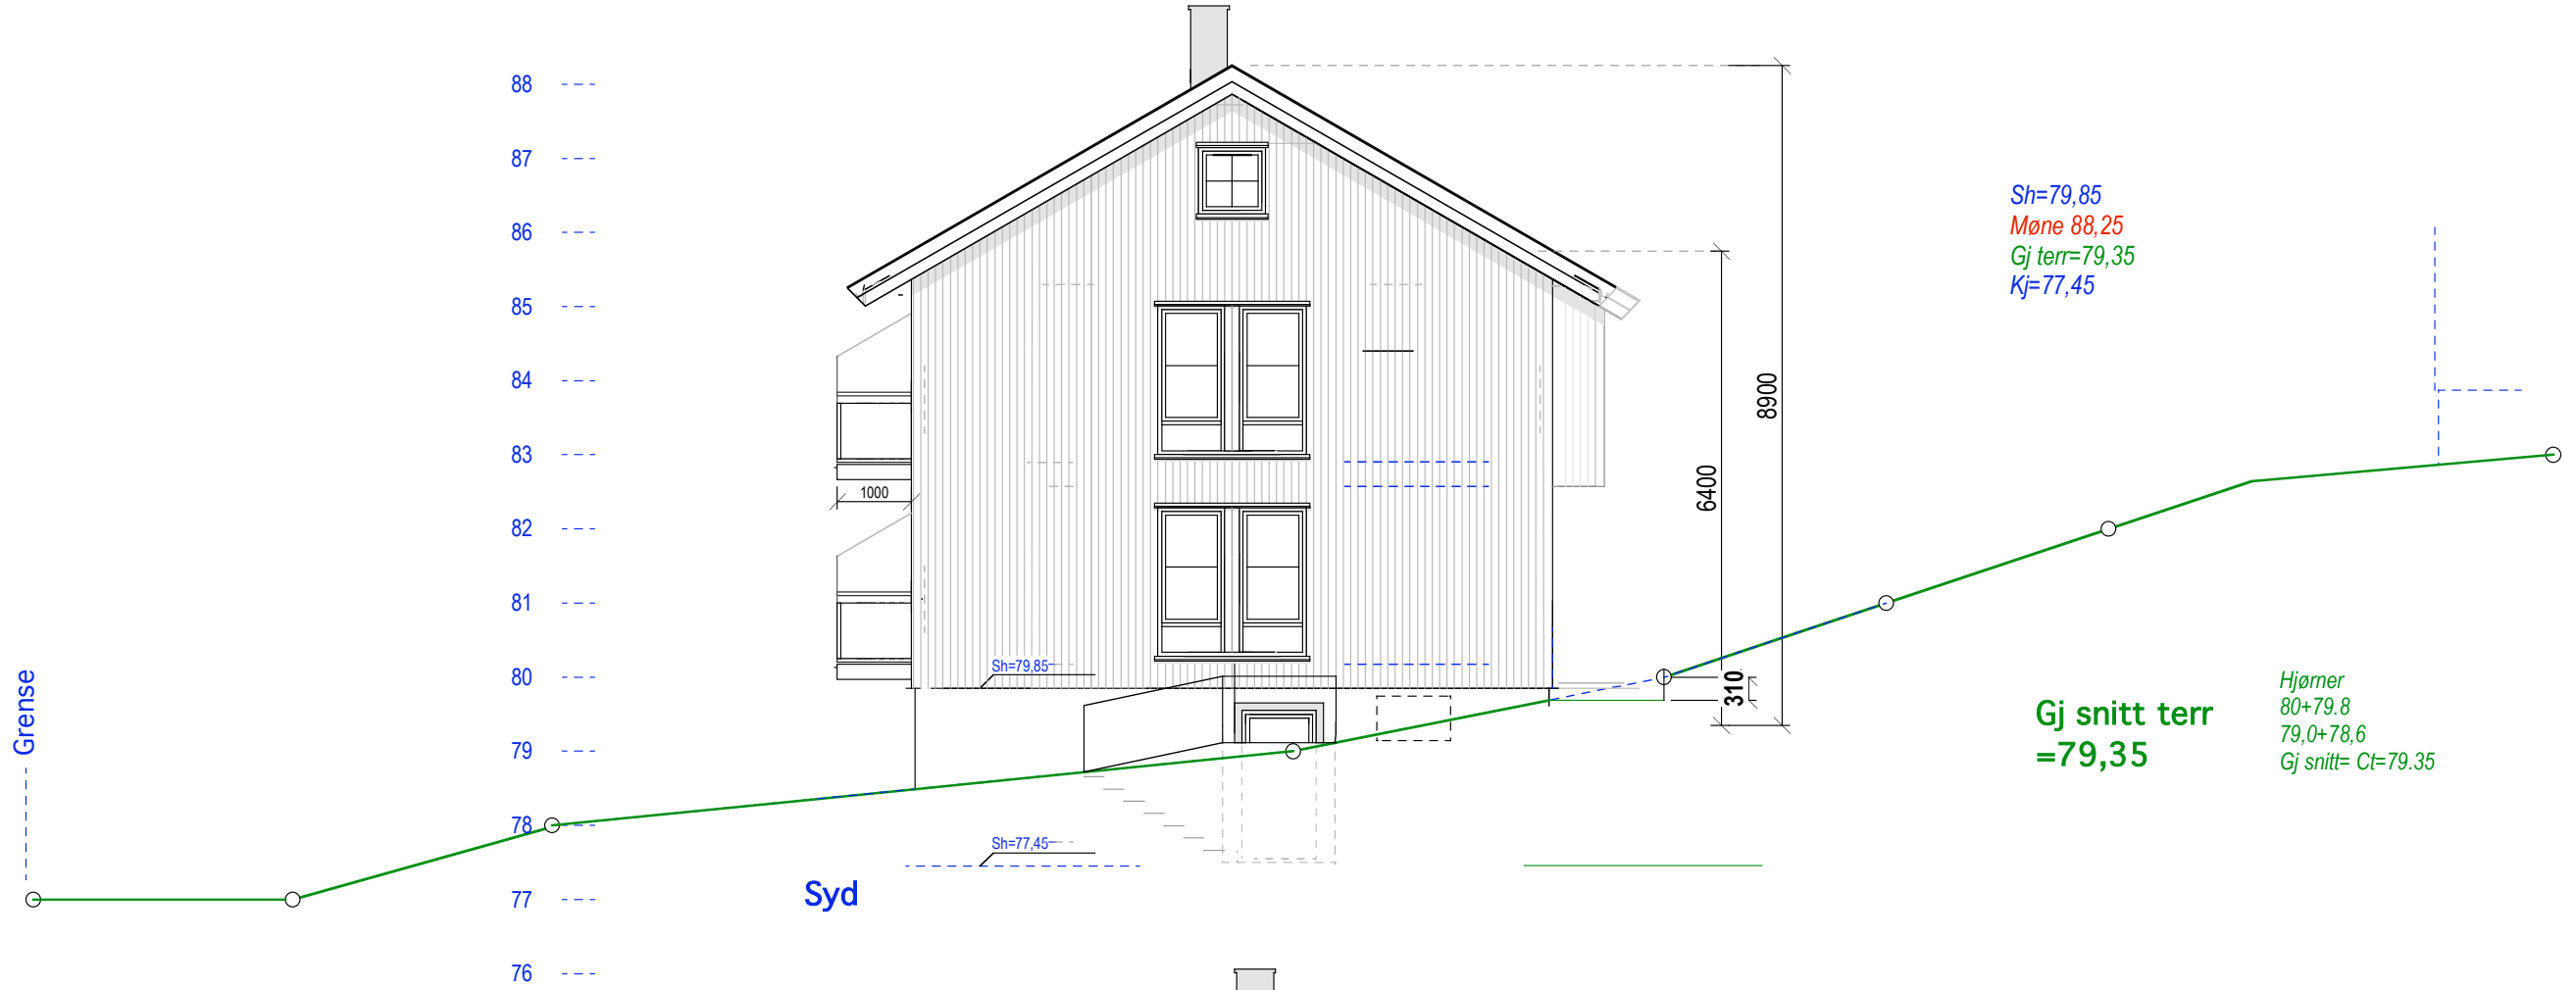 88
87
86
85
84
83
82
81
80
79
78
77
76
Grense
1000
Sh=79,85
Sh=77,45
Syd
6400
8900
310
Sh=79,85
Møne 88,25
Gj terr=79,35
Kj=77,45
Gj snitt terr
=79,35
Hjørner
80+79.8
79,0+78,6
Gj snitt= Ct=79.35